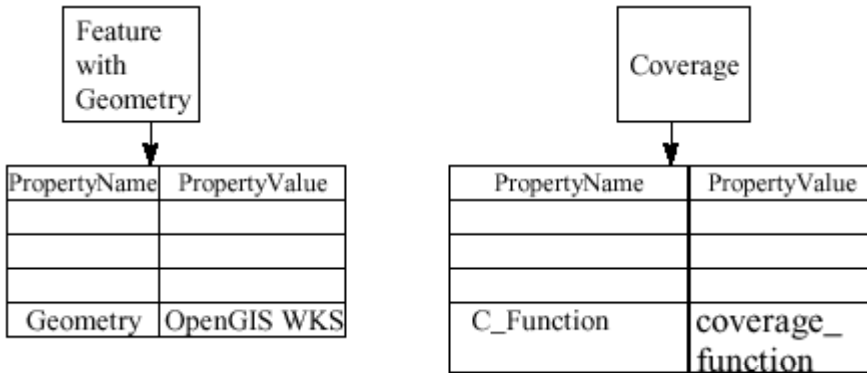 Feature
with
Geometry
Coverage
PropertyName PropertyValue
Geometry OpenGIS WKS
PropertyName PropertyValue
C_Function coverage_
function